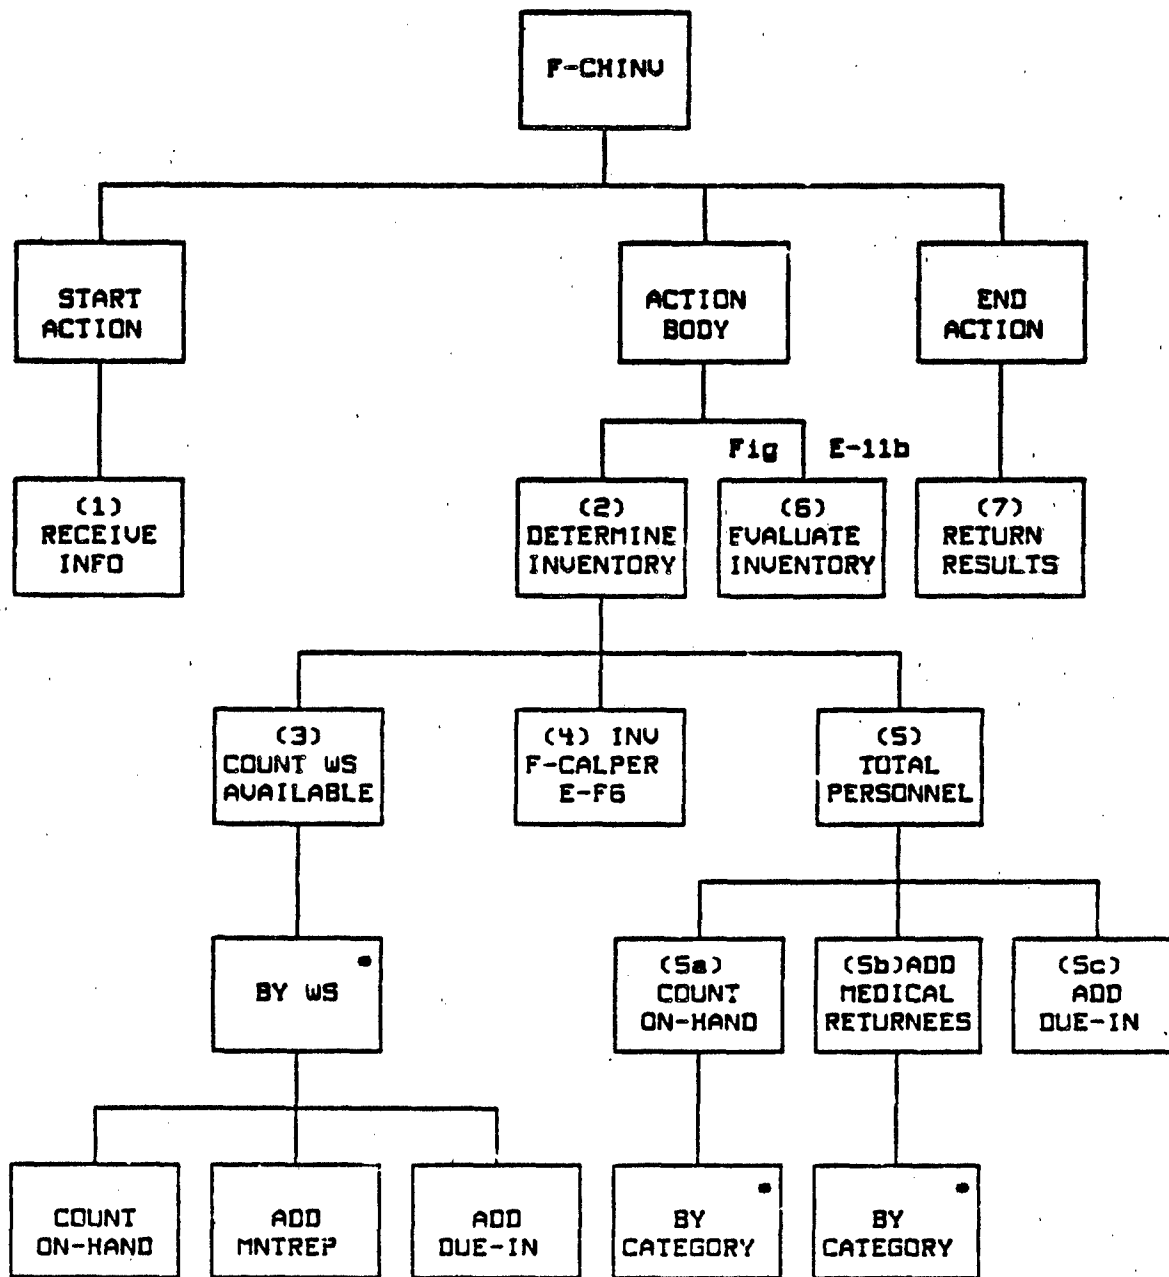 F-CHINV
START
ACTION
ACTION
BODY
END
ACTION
Fig E-11b
(1)
RECEIVE
INFO
(2)
DETERMINE
INVENTORY
(6)
EVALUATE
INVENTORY
(7)
RETURN
RESULTS
(3)
COUNT WS
AVAILABLE
(4) INV
F-CALPER
E-F6
(5)
TOTAL
PERSONNEL
*
BY WS
(5a)
COUNT
ON-HAND
(5b)ADD
MEDICAL
RETURNEES
(5c)
ADD
DUE-IN
COUNT
ON-HAND
ADD
MNTREP
ADD
DUE-IN
*
BY
CATEGORY
*
BY
CATEGORY